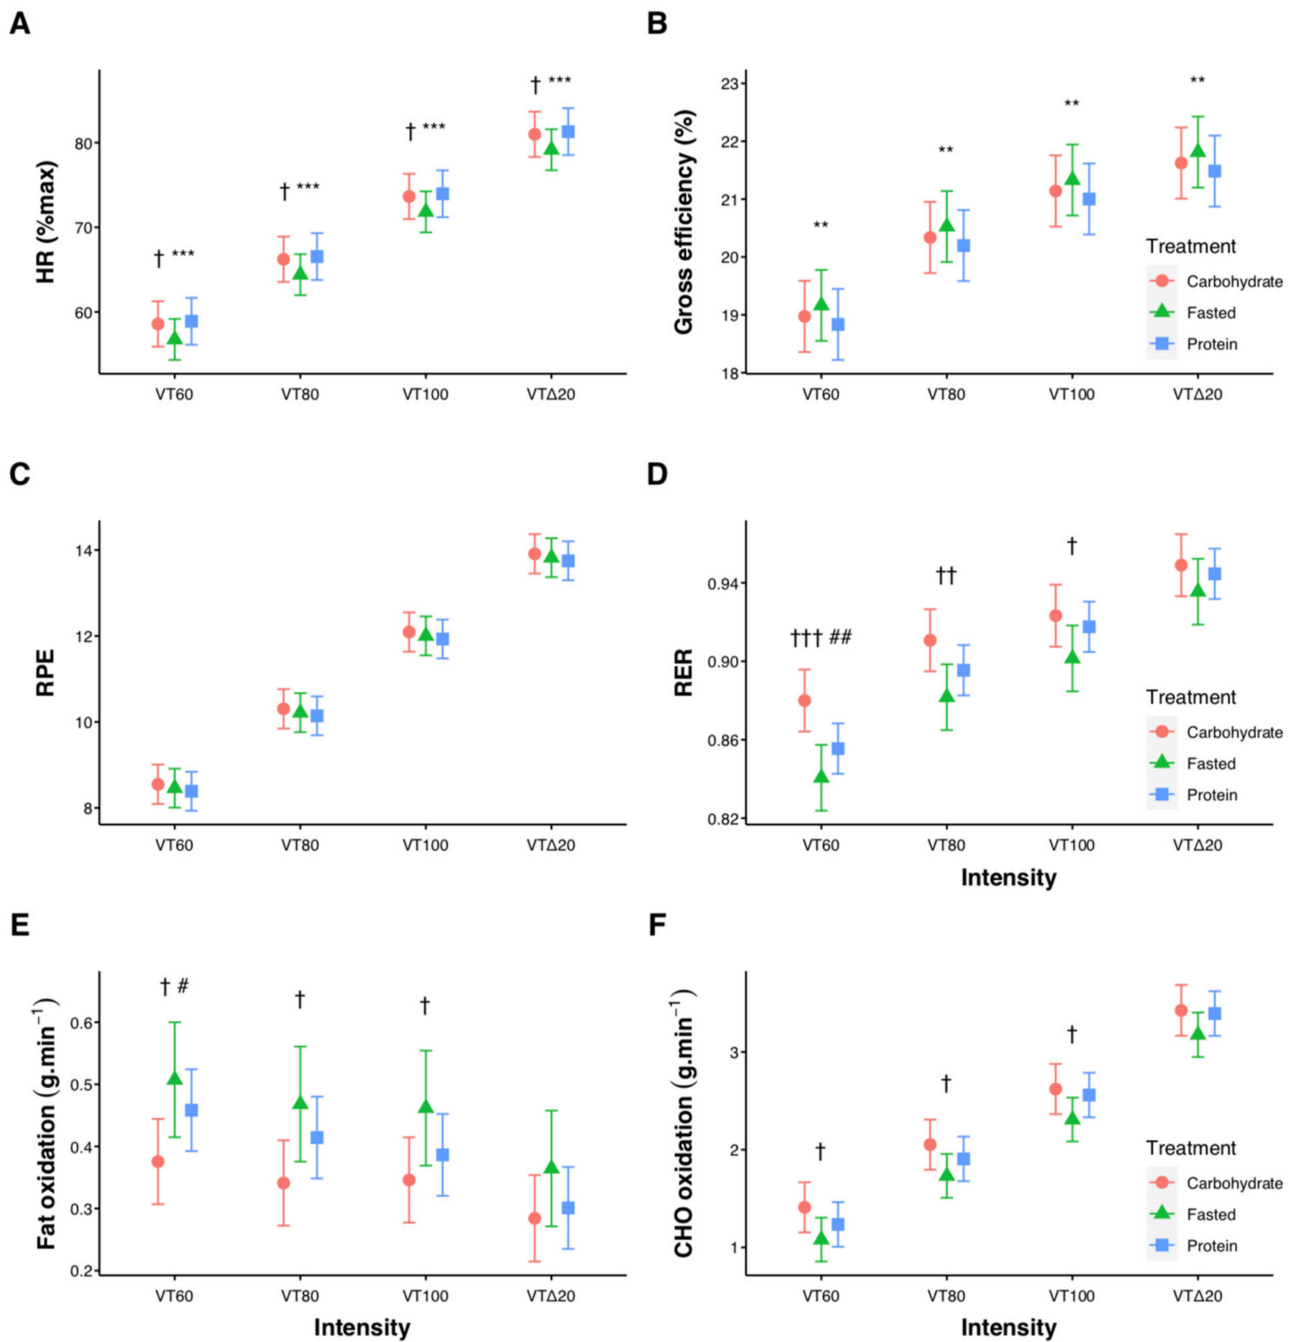 A
HR (%max)
80
70
60
† ***
† ***
† ***
† ***
VT60 VT80 VT100 VTΔ20
B
Gross efficiency (%)
23
22
21
20
19
18
**
**
**
**
Treatment
Carbohydrate
Fasted
Protein
VT60 VT80 VT100 VTΔ20
C
RPE
14
12
10
8
VT60 VT80 VT100 VTΔ20
D
RER
0.94
0.90
0.86
0.82
††† ##
††
†
Treatment
Carbohydrate
Fasted
Protein
VT60 VT80 VT100 VTΔ20
Intensity
E
Fat oxidation (g.min⁻¹)
0.6
0.5
0.4
0.3
0.2
† #
†
†
VT60 VT80 VT100 VTΔ20
Intensity
F
CHO oxidation (g.min⁻¹)
3
2
1
†
†
†
Treatment
Carbohydrate
Fasted
Protein
VT60 VT80 VT100 VTΔ20
Intensity